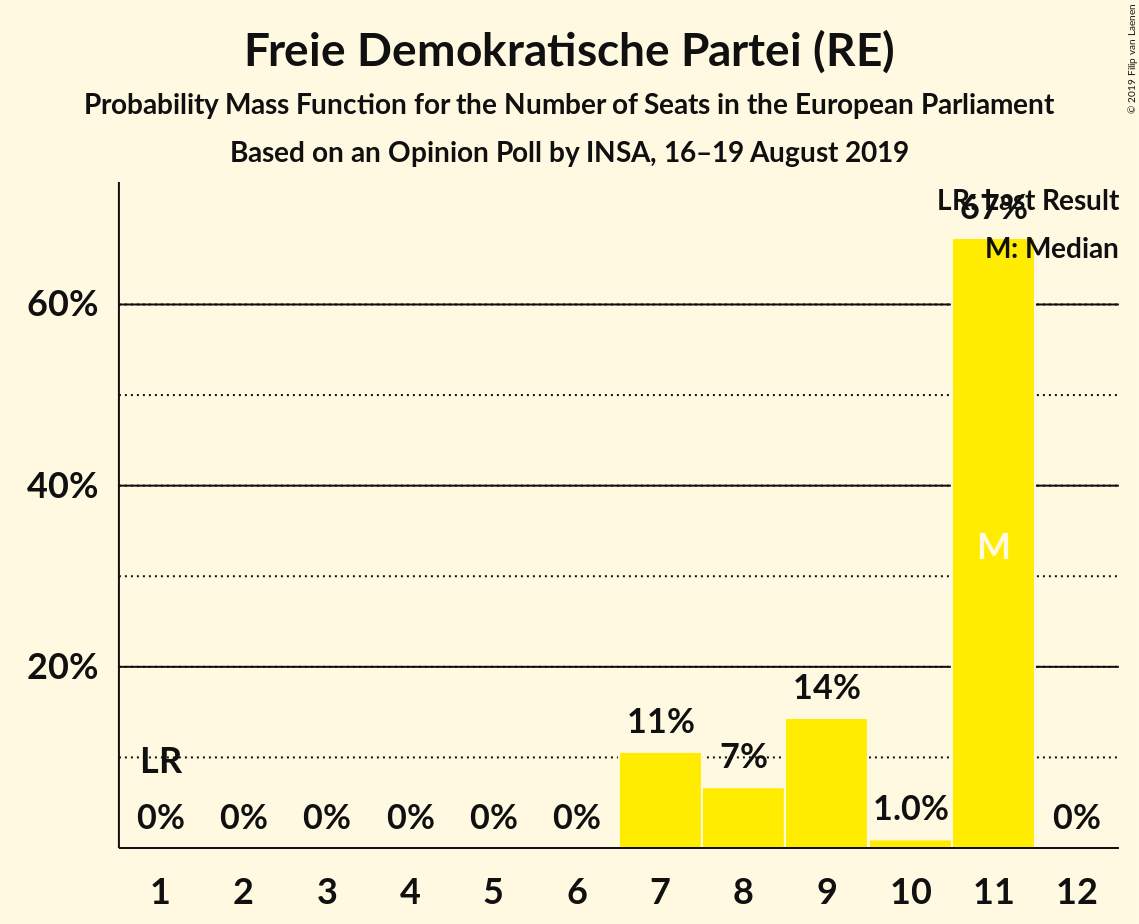 Freie Demokratische Partei (RE)
Probability Mass Function for the Number of Seats in the European Parliament
Based on an Opinion Poll by INSA, 16–19 August 2019
© 2019 Filip van Laenen
LR: Last Result
67%
M: Median
60%
40%
M
20%
14%
11%
7%
LR
1.0%
0% 0% 0% 0% 0% 0% 0%
1 2 3 4 5 6 7 8 9 10 11 12